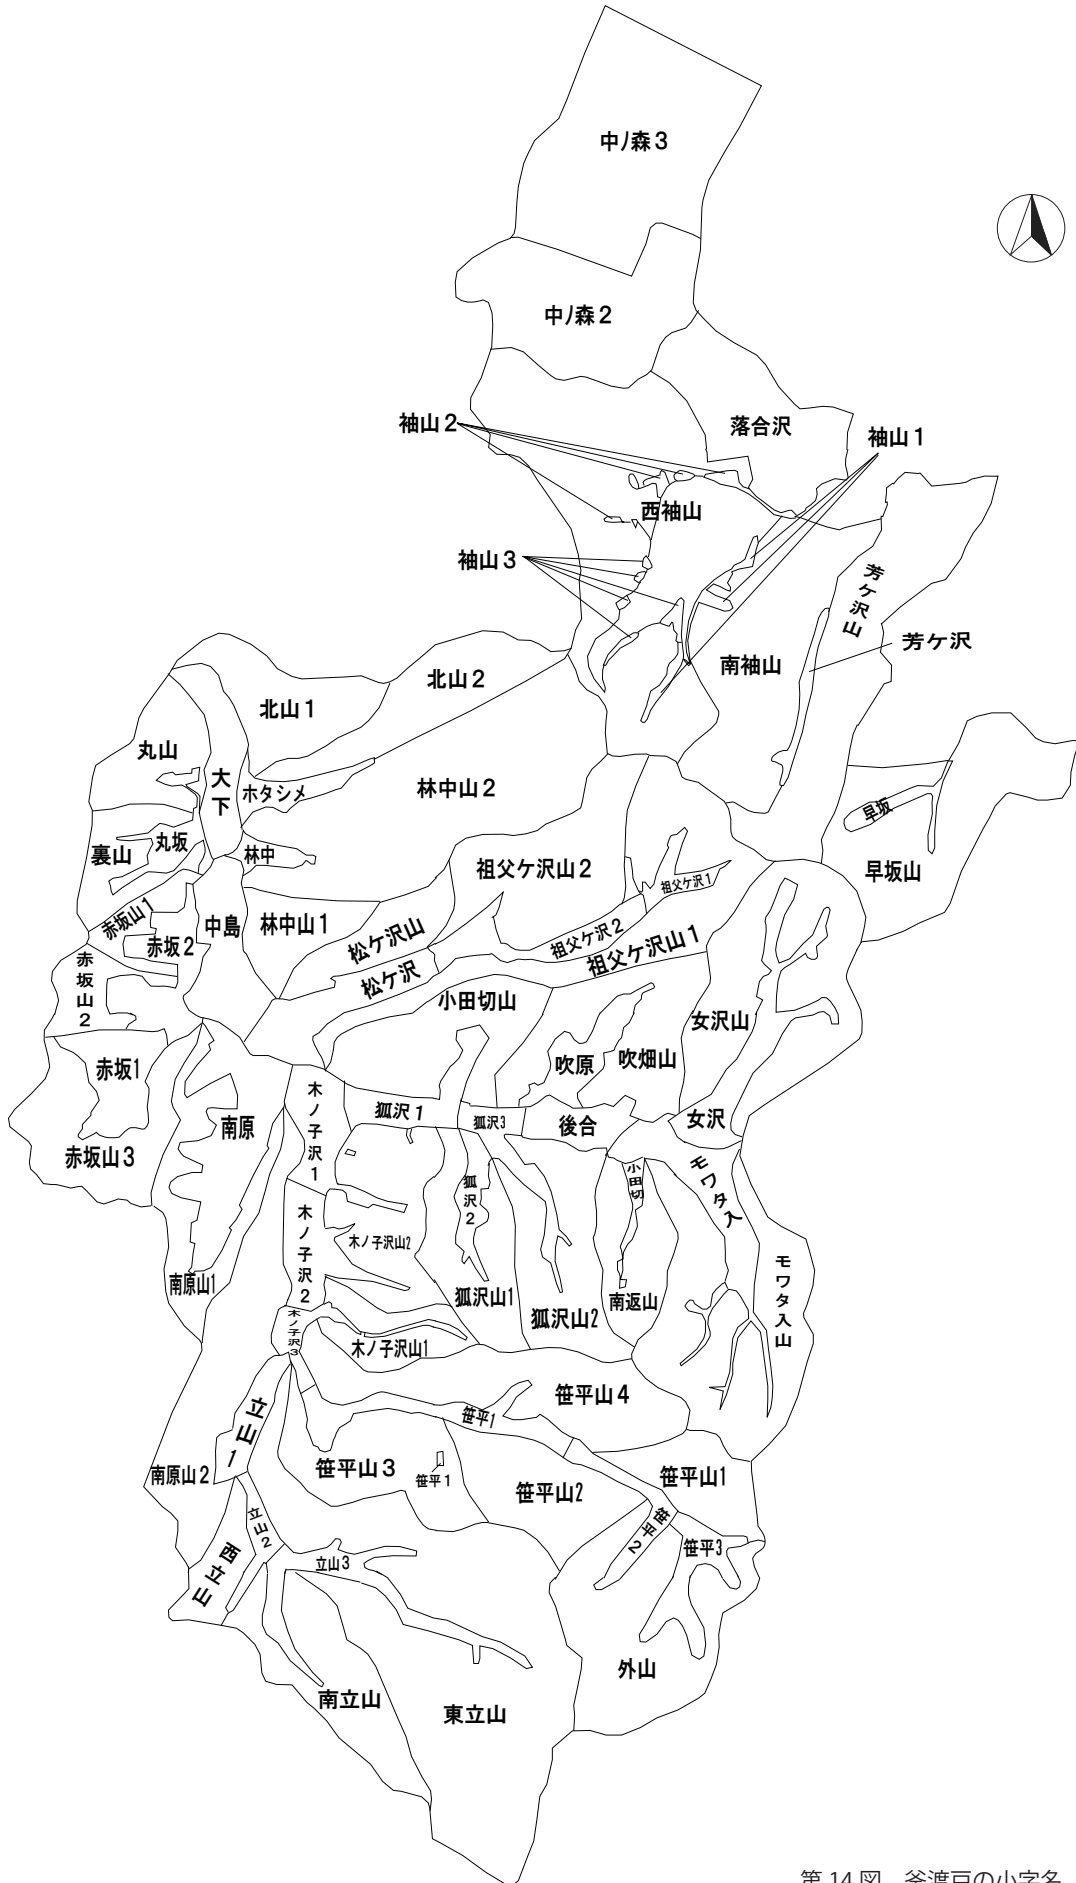 中ノ森3
中ノ森2
袖山2
落合沢
袖山1
西袖山
袖山3
芳ケ沢山
芳ケ沢
南袖山
北山2
北山1
丸山
大下
ホタシメ
林中山2
早坂
丸坂
裏山
林中
祖父ケ沢山2
祖父ケ沢1
早坂山
赤坂山1
赤坂2
中島
林中山1
松ケ沢山
祖父ケ沢2
祖父ケ沢山1
松ケ沢
赤坂山2
小田切山
女沢山
赤坂1
吹原
吹畑山
木ノ子沢1
狐沢1
狐沢3
後合
女沢
南原
赤坂山3
狐沢2
小田切
モワタ入
木ノ子沢2
木ノ子沢山2
南原山1
狐沢山1
狐沢山2
南返山
モワタ入山
木ノ子沢3
木ノ子沢山1
笹平山4
立山1
笹平1
南原山2
笹平山3
笹平1
笹平山2
笹平山1
立山2
笹平2
笹平3
西立山
立山3
外山
南立山
東立山
第14図 釜渡戸の小字名